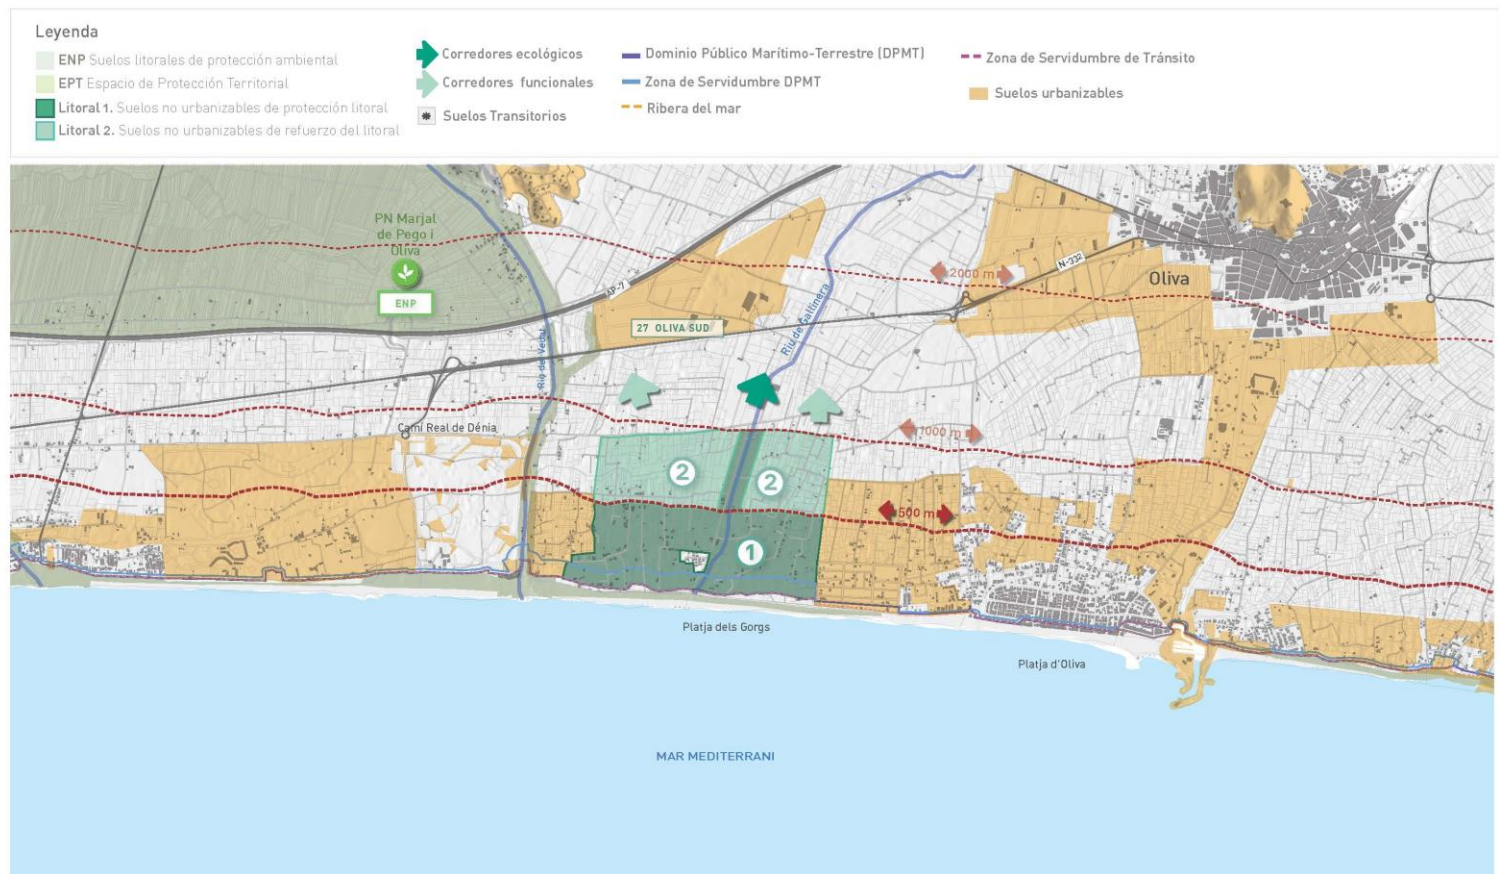 Leyenda
ENP Suelos litorales de protección ambiental
EPT Espacio de Protección Territorial
Litoral 1. Suelos no urbanizables de protección litoral
Litoral 2. Suelos no urbanizables de refuerzo del litoral
Corredores ecológicos
Corredores funcionales
Suelos Transitorios
Dominio Público Marítimo-Terrestre (DPMT)
Zona de Servidumbre DPMT
Ribera del mar
Zona de Servidumbre de Tránsito
Suelos urbanizables
PN Marjal
de Pego i
Oliva
ENP
AP-7
N-332
2000 m
Oliva
27 OLIVA SUD
Riu de Gallinera
Camí Real de Dénia
1000 m
2
2
500 m
1
Platja dels Gorgs
Platja d'Oliva
MAR MEDITERRANI